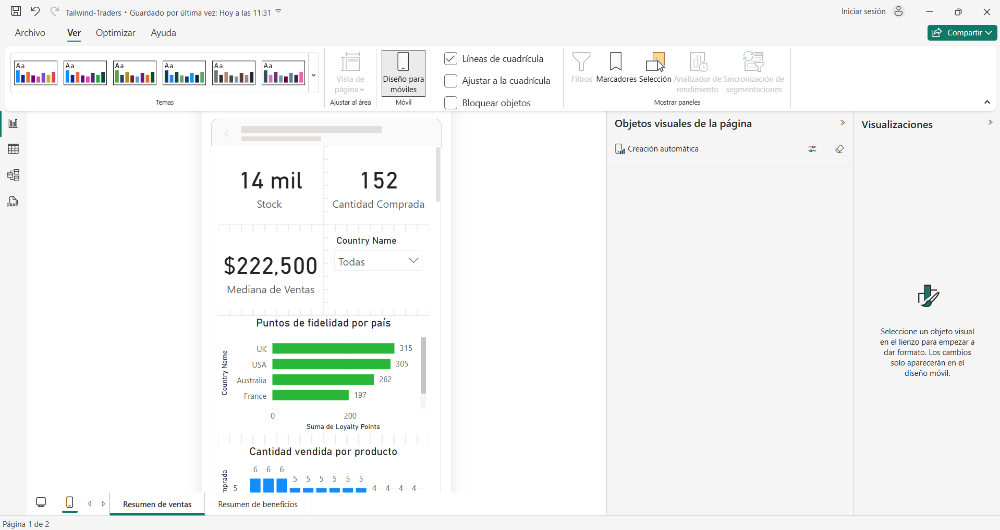 Tailwind-Traders • Guardado por última vez: Hoy a las 11:31
Iniciar sesión
Archivo
Ver
Optimizar
Ayuda
Compartir
Aa
Aa
Aa
Aa
Aa
Aa
Temas
Vista de
página
Ajustar al área
Diseño para
móviles
Móvil
Líneas de cuadrícula
Ajustar a la cuadrícula
Bloquear objetos
Filtros
Marcadores
Selección
Analizador de
rendimiento
Sincronización de
segmentaciones
Mostrar paneles
DAX
14 mil
Stock
152
Cantidad Comprada
$222,500
Mediana de Ventas
Country Name
Todas
Puntos de fidelidad por país
Country Name
UK
315
USA
305
Australia
262
France
197
0
200
Suma de Loyalty Points
Cantidad vendida por producto
mprada
6 6 6
5 5 5 5 5 5
5
4 4 4 4
Objetos visuales de la página
Creación automática
Visualizaciones
Seleccione un objeto visual
en el lienzo para empezar a
dar formato. Los cambios
solo aparecerán en el
diseño móvil.
Resumen de ventas
Resumen de beneficios
Página 1 de 2